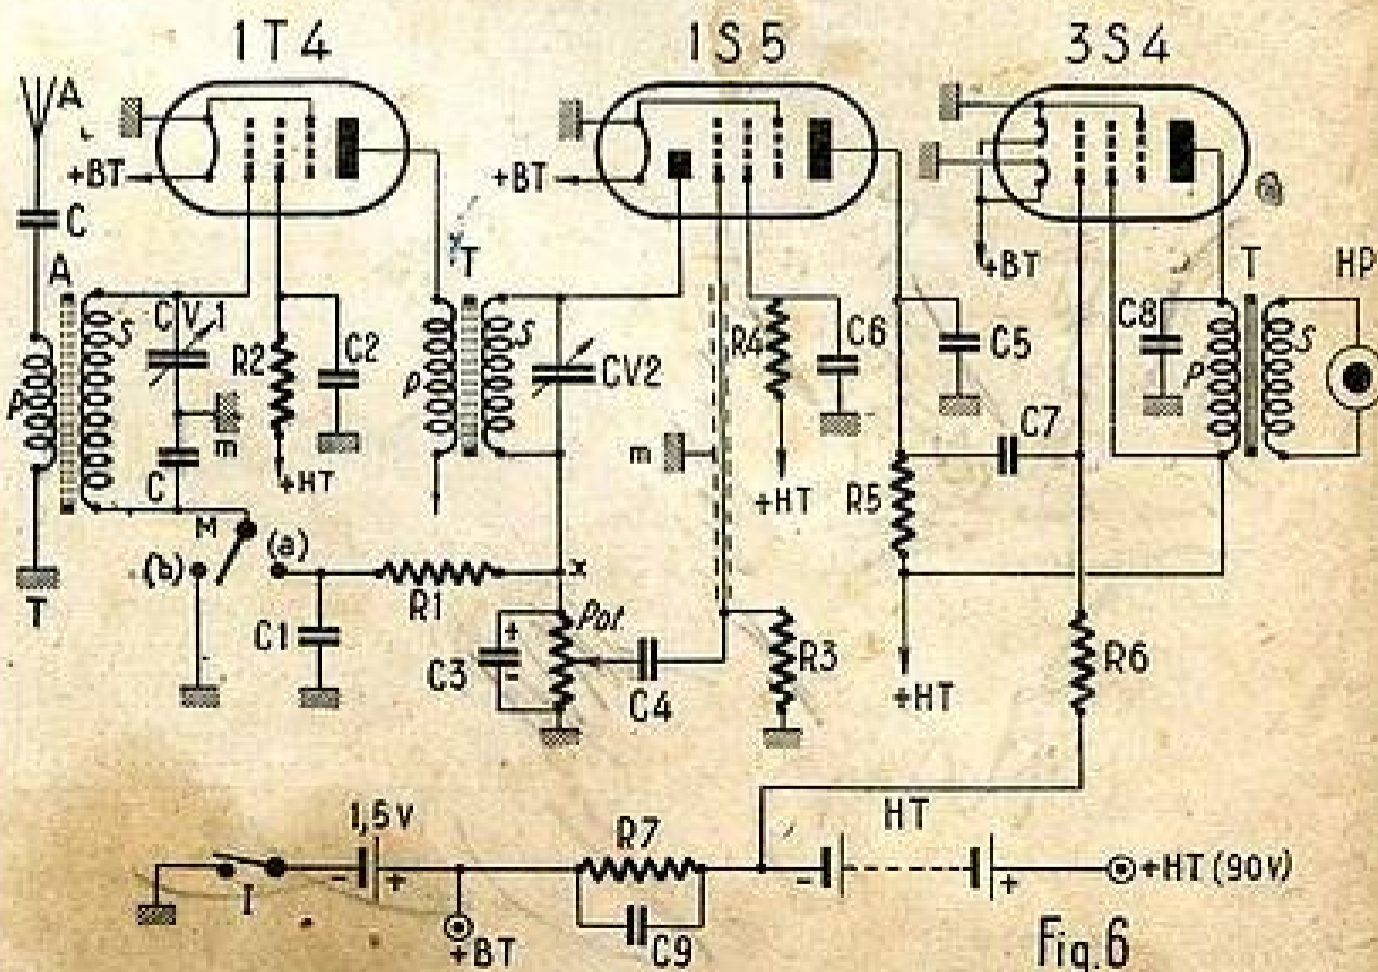 1T4 1S5 3S4
A
+BT +BT
C
+BT
A T T HP
S CV1 S C8 S
P R2 C2 P CV2 R4 C6 C5 P
m C7
C m
+HT +HT R5
M
(b) (a) x
T R1
C1 Pot
+
C3 R3 R6
-
C4 +HT
1,5V HT
R7
- + - + +HT (90V)
I
+BT C9 Fig.6